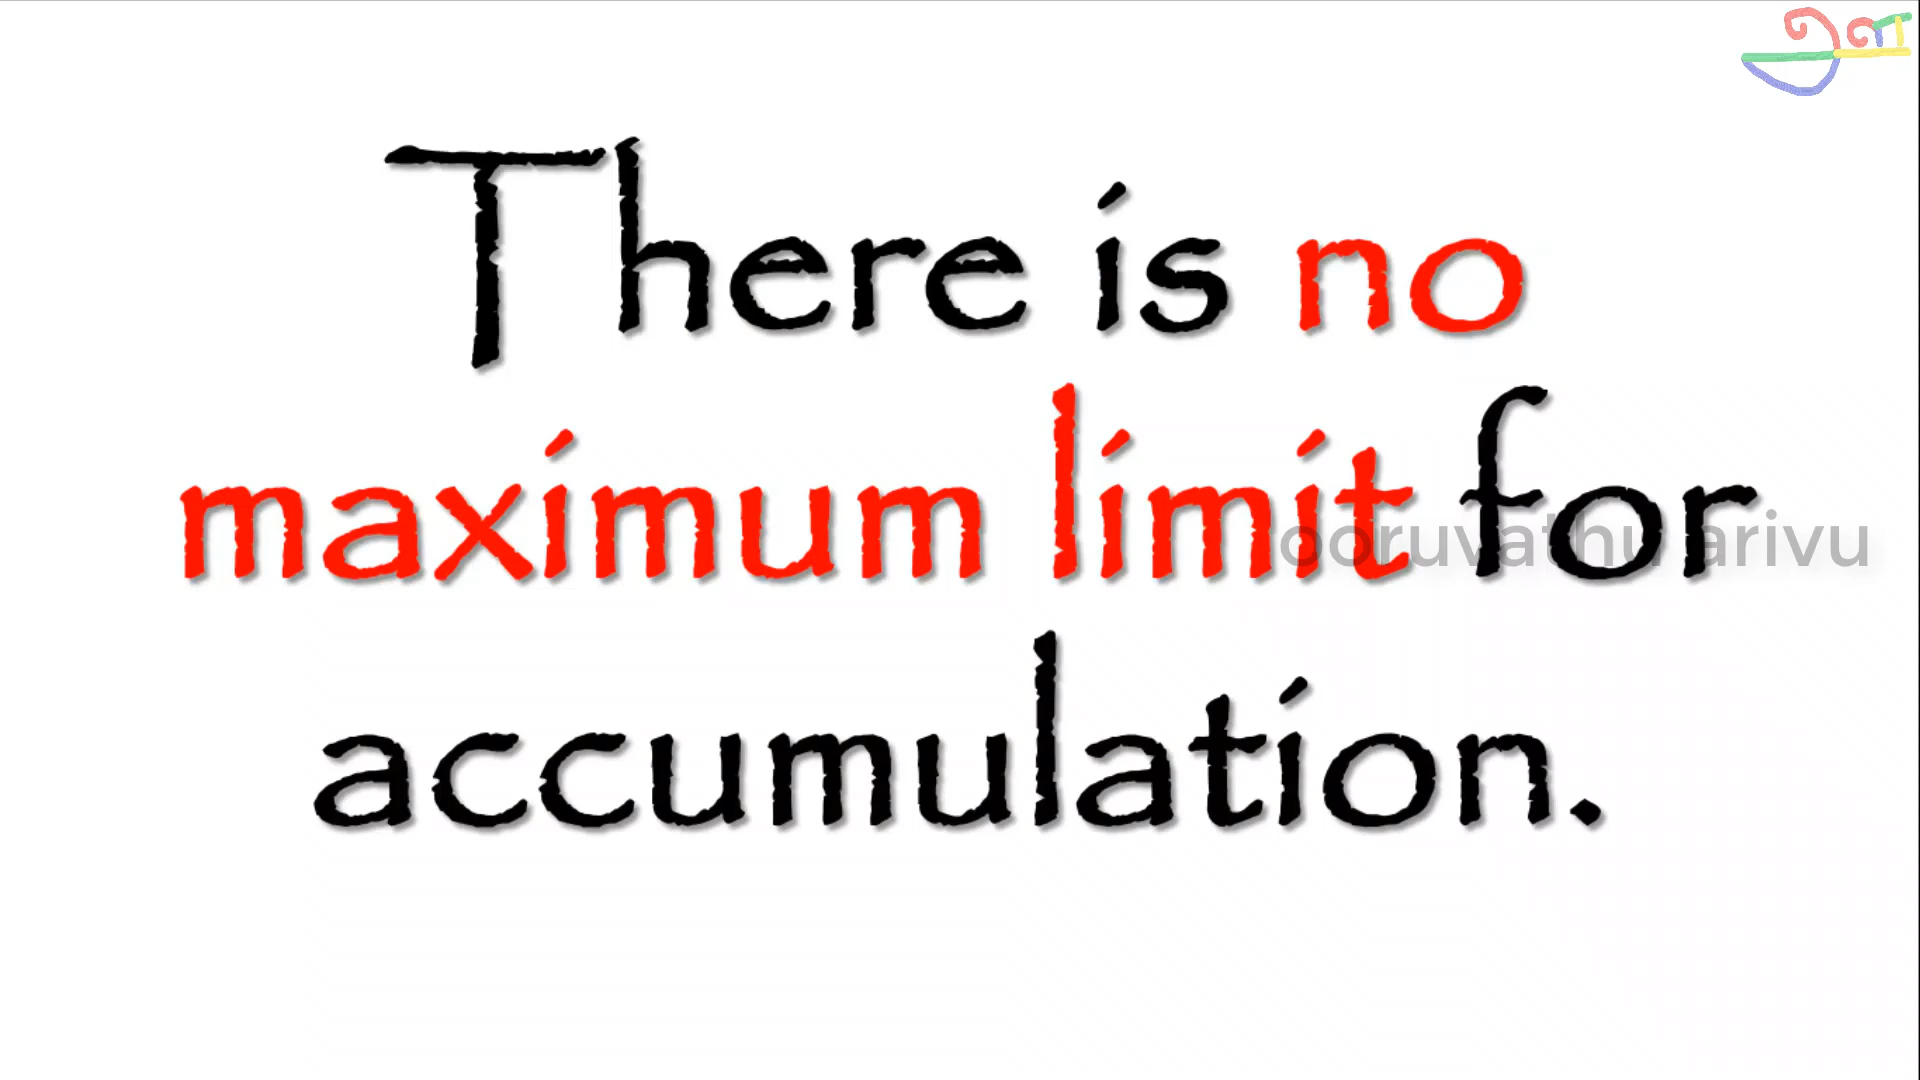 There is no
maximum limit for
ooruvathu arivu
accumulation.